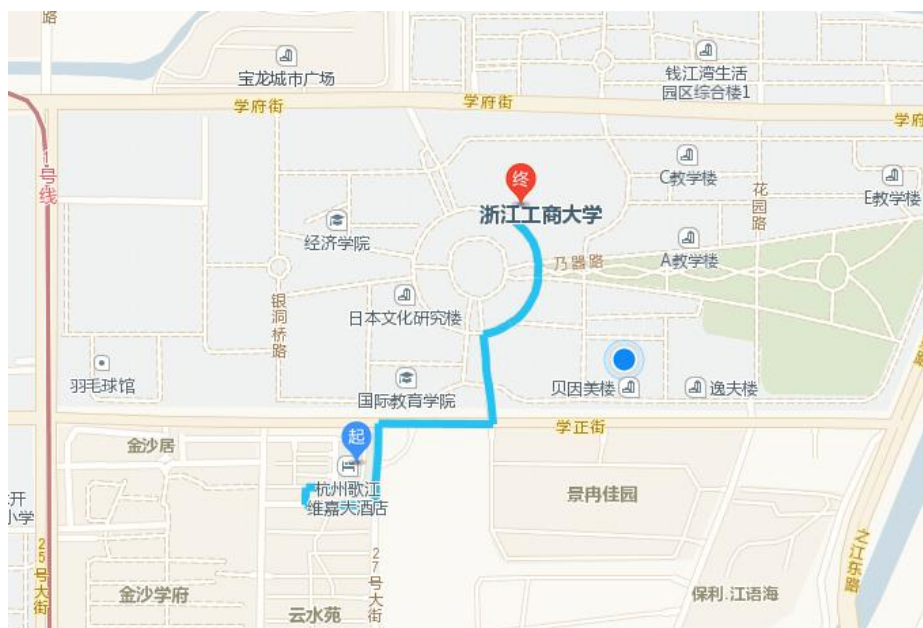 路
宝龙城市广场
钱江湾生活
园区综合楼1
学府街
学府街
学府
1号线
终
C教学楼
E教学楼
浙江工商大学
花园路
经济学院
A教学楼
乃器路
银洞桥路
日本文化研究楼
羽毛球馆
国际教育学院
贝因美楼
逸夫楼
路
学正街
金沙居
起
杭州歌江
维嘉大酒店
景冉佳园
开
小学
25号大街
27号大街
之江东路
金沙学府
云水苑
保利.江语海